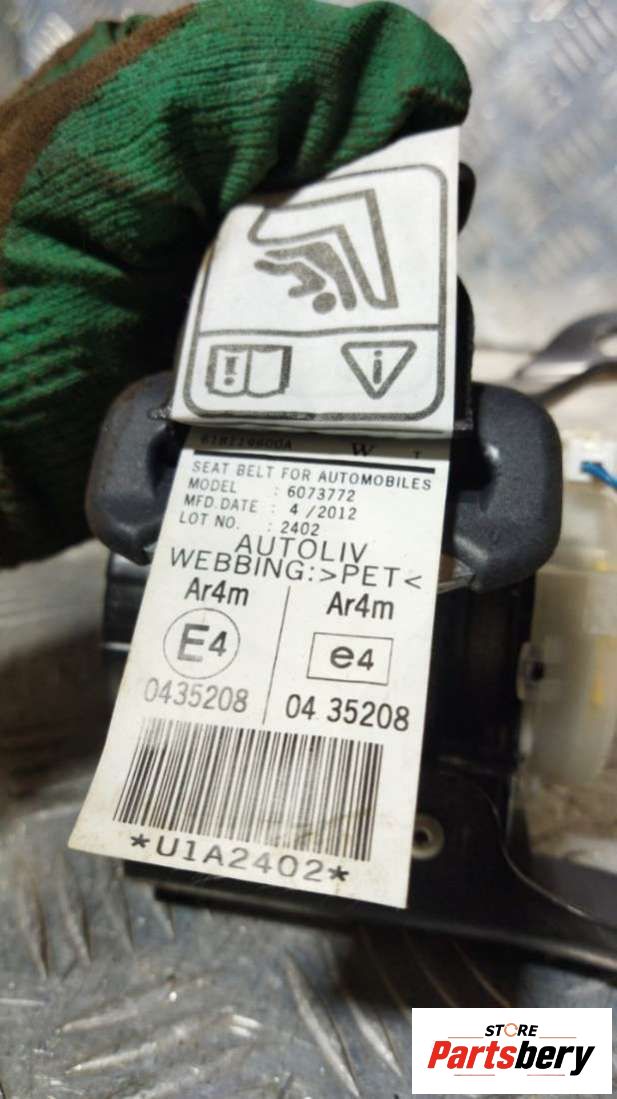 W 1
SEAT BELT FOR AUTOMOBILES
MODEL : 6073772
MFD.DATE : 4/2012
LOT NO. : 2402
AUTOLIV
WEBBING:>PET<
Ar4m Ar4m
E4 e4
0435208 04 35208
*U1A2402*
STORE
Partsbery